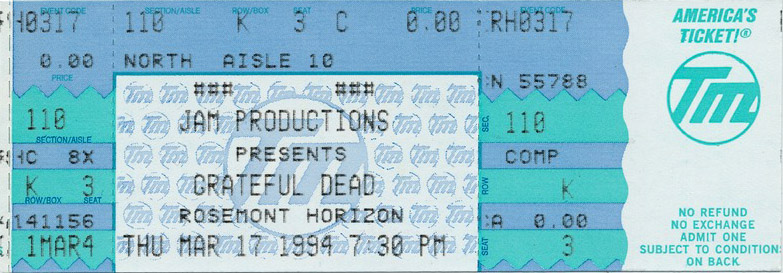 EVENT CODE SECTION/AISLE ROW/BOX SEAT PRICE EVENT CODE
H0317 110 K 3 C 0.00 RH0317
0.00 NORTH AISLE 10
PRICE
EN 55788
### ###
JAM PRODUCTIONS
PRESENTS
GRATEFUL DEAD
ROSEMONT HORIZON
THU MAR 17 1994 7:30 PM
110
SECTION/AISLE
HC 8X
K 3
ROW/BOX SEAT
141156
1MAR4
SEC.
110
COMP
ROW
K
A 0.00
SEAT
3
AMERICA'S
TICKET!®
Tm
NO REFUND
NO EXCHANGE
ADMIT ONE
SUBJECT TO CONDITION
ON BACK